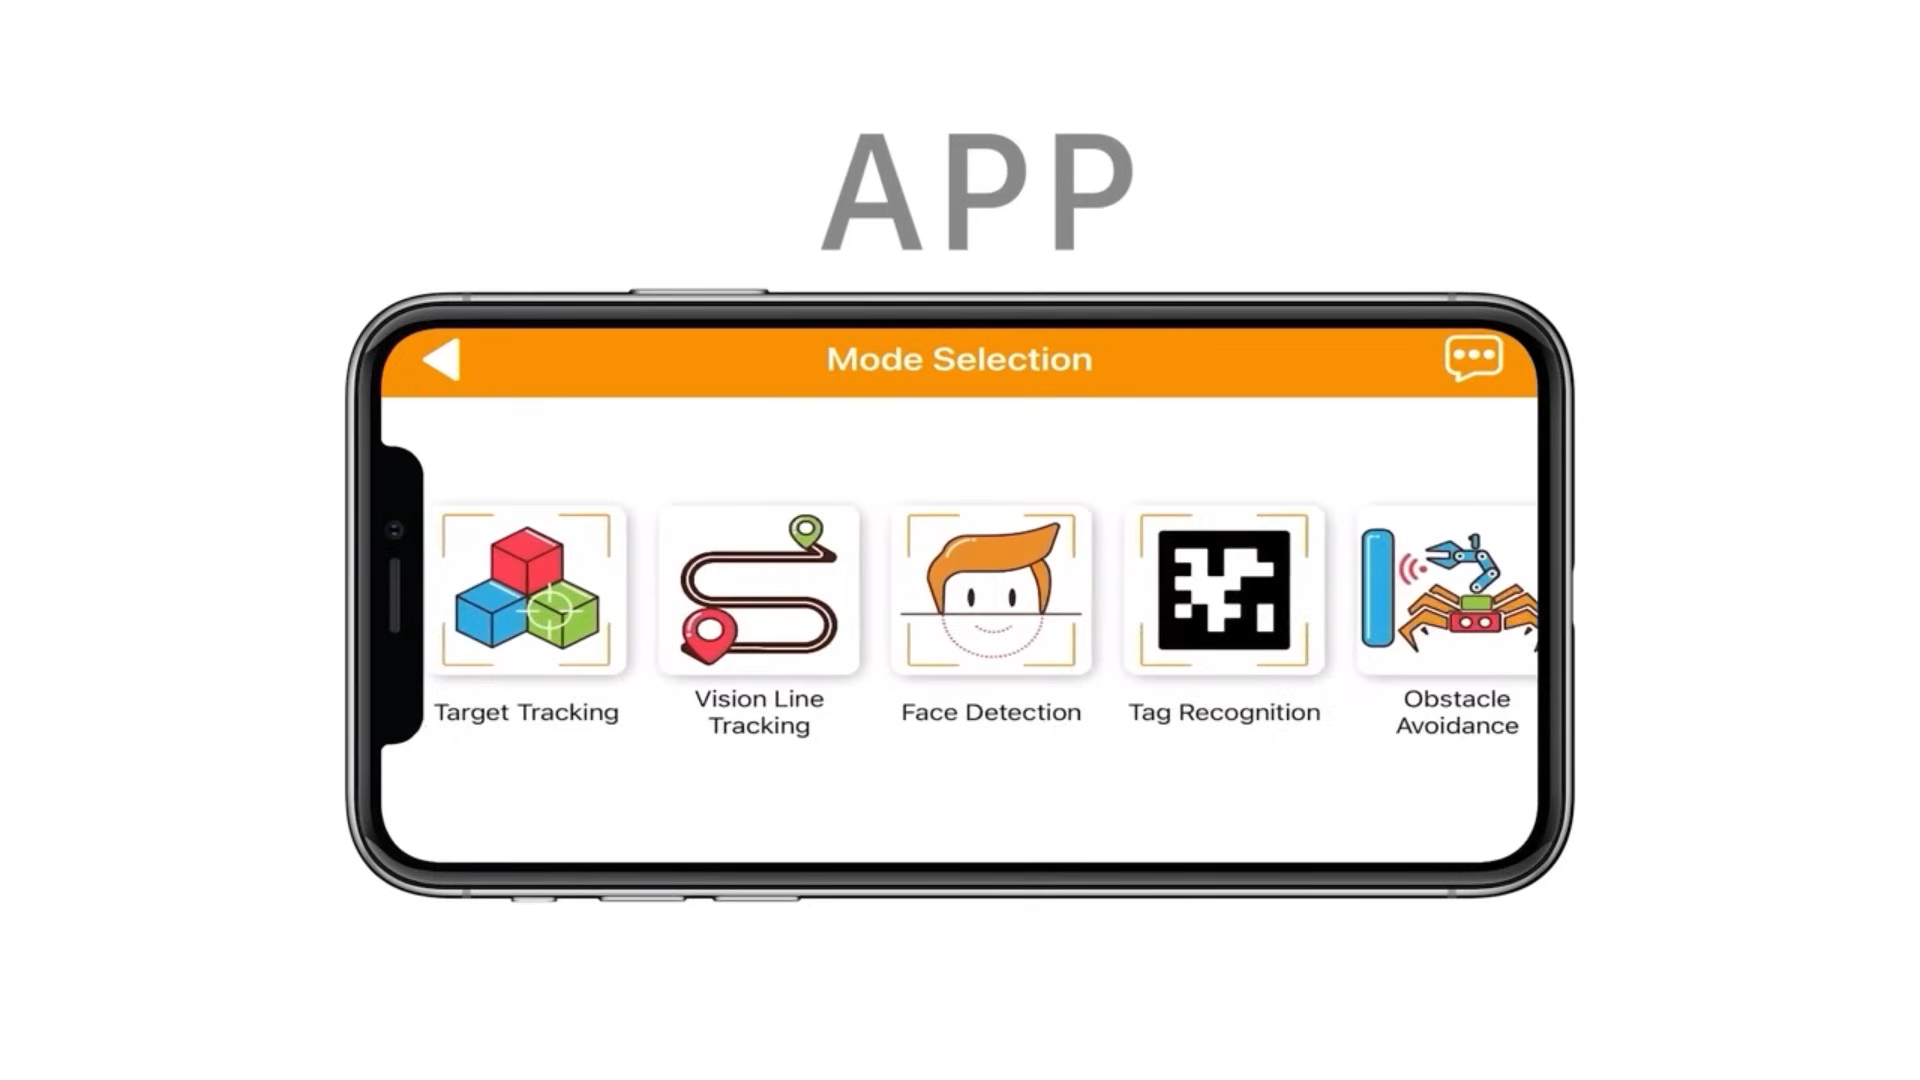 APP
Mode Selection
Target Tracking
Vision Line
Tracking
Face Detection
Tag Recognition
Obstacle
Avoidance